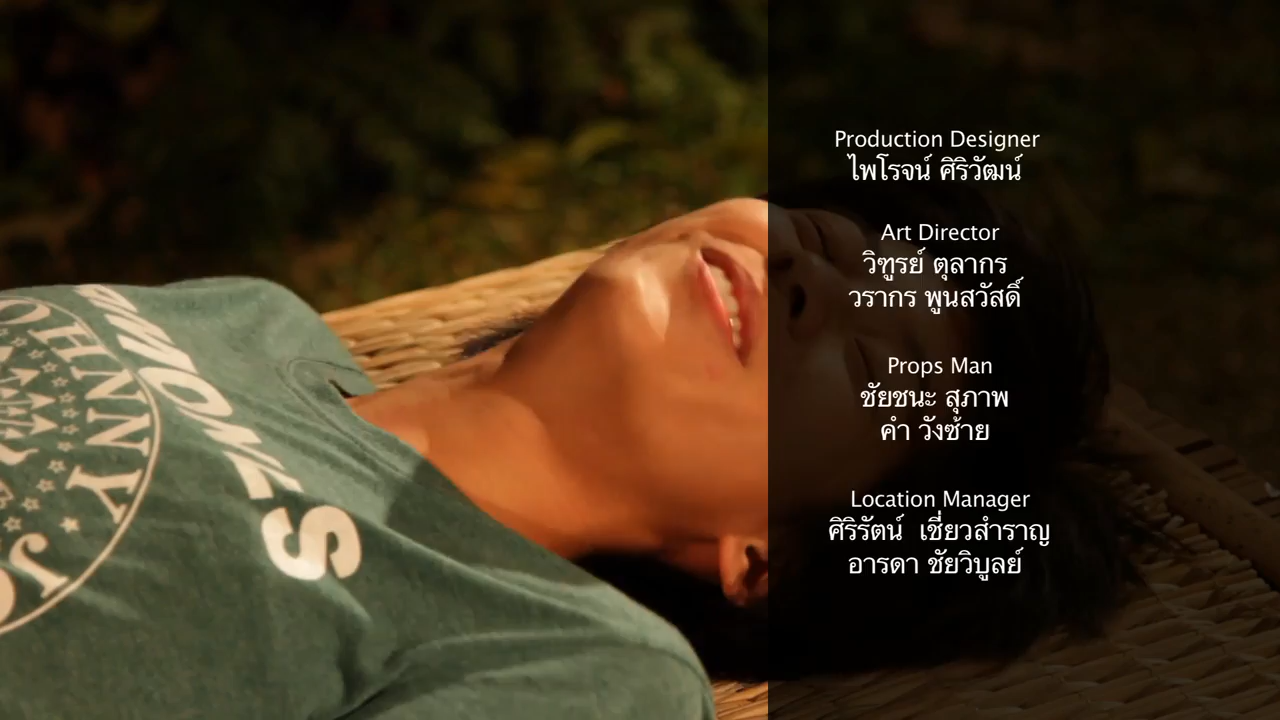 Production Designer
ไพโรจน์ ศิริวัฒน์
Art Director
วิฑูรย์ ตุลากร
วรากร พูนสวัสดิ์
Props Man
ชัยชนะ สุภาพ
คำ วังซ้าย
Location Manager
ศิริรัตน์ เชี่ยวสำราญ
อารดา ชัยวิบูลย์
HNNY
S